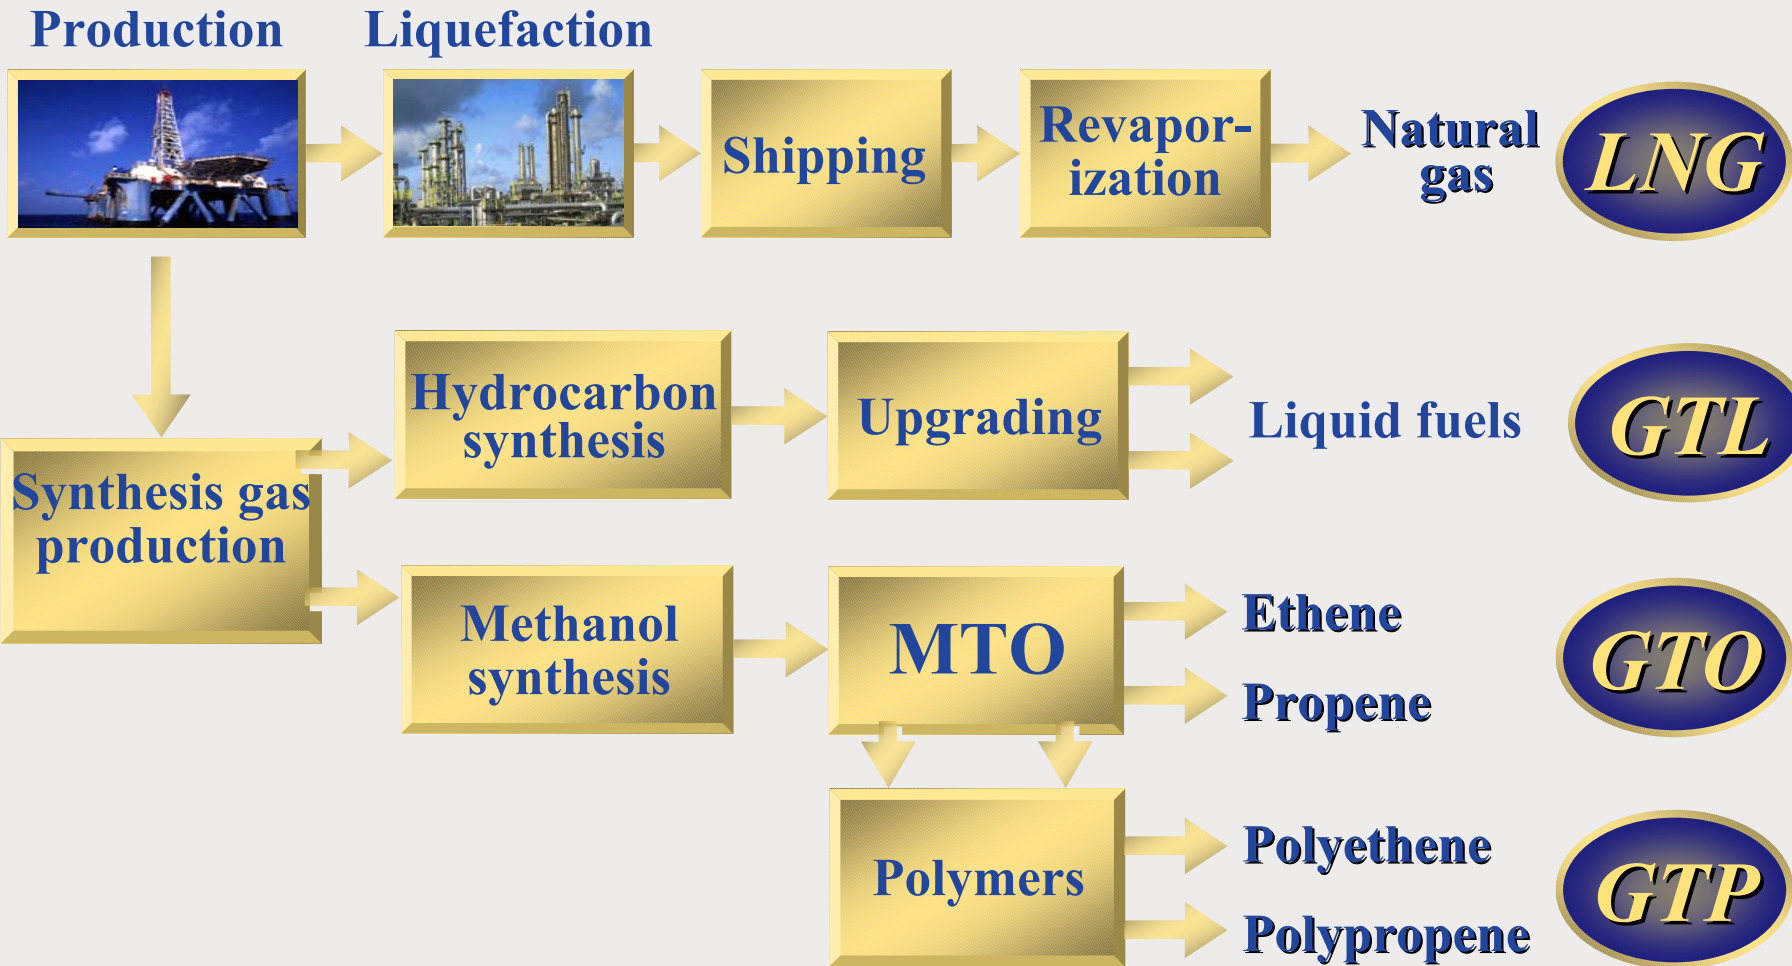 Production
Liquefaction
Shipping
Revapor-
ization
Natural
gas
LNG
Hydrocarbon
synthesis
Upgrading
Liquid fuels
GTL
Synthesis gas
production
Methanol
synthesis
MTO
Ethene
Propene
GTO
Polymers
Polyethene
Polypropene
GTP